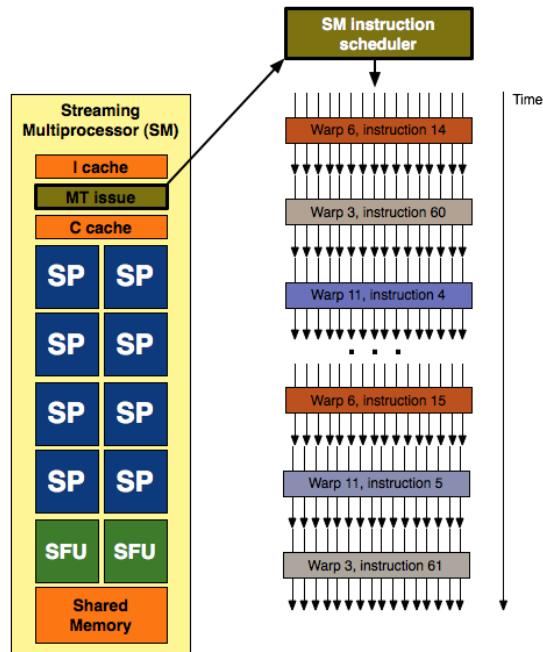 SM instruction
scheduler
Time
Streaming
Multiprocessor (SM)
I cache
MT issue
C cache
SP SP
SP SP
SP SP
SP SP
SFU SFU
Shared
Memory
Warp 6, instruction 14
Warp 3, instruction 60
Warp 11, instruction 4
. . .
Warp 6, instruction 15
Warp 11, instruction 5
Warp 3, instruction 61